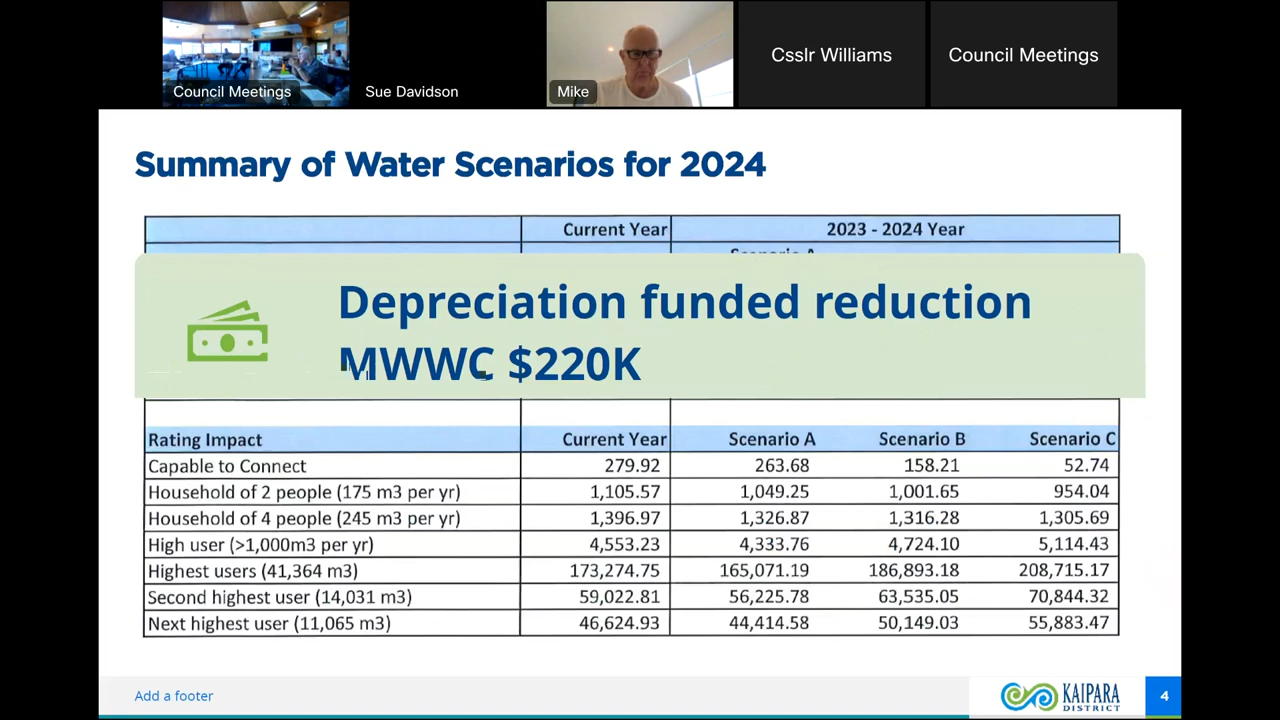 Csslr Williams
Council Meetings
Council Meetings
Sue Davidson
Mike
Summary of Water Scenarios for 2024
Current Year 2023 - 2024 Year
Depreciation funded reduction
MWWC $220K
Rating Impact Current Year Scenario A Scenario B Scenario C
Capable to Connect 279.92 263.68 158.21 52.74
Household of 2 people (175 m3 per yr) 1,105.57 1,049.25 1,001.65 954.04
Household of 4 people (245 m3 per yr) 1,396.97 1,326.87 1,316.28 1,305.69
High user (>1,000m3 per yr) 4,553.23 4,333.76 4,724.10 5,114.43
Highest users (41,364 m3) 173,274.75 165,071.19 186,893.18 208,715.17
Second highest user (14,031 m3) 59,022.81 56,225.78 63,535.05 70,844.32
Next highest user (11,065 m3) 46,624.93 44,414.58 50,149.03 55,883.47
Add a footer
KAIPARA
DISTRICT
4